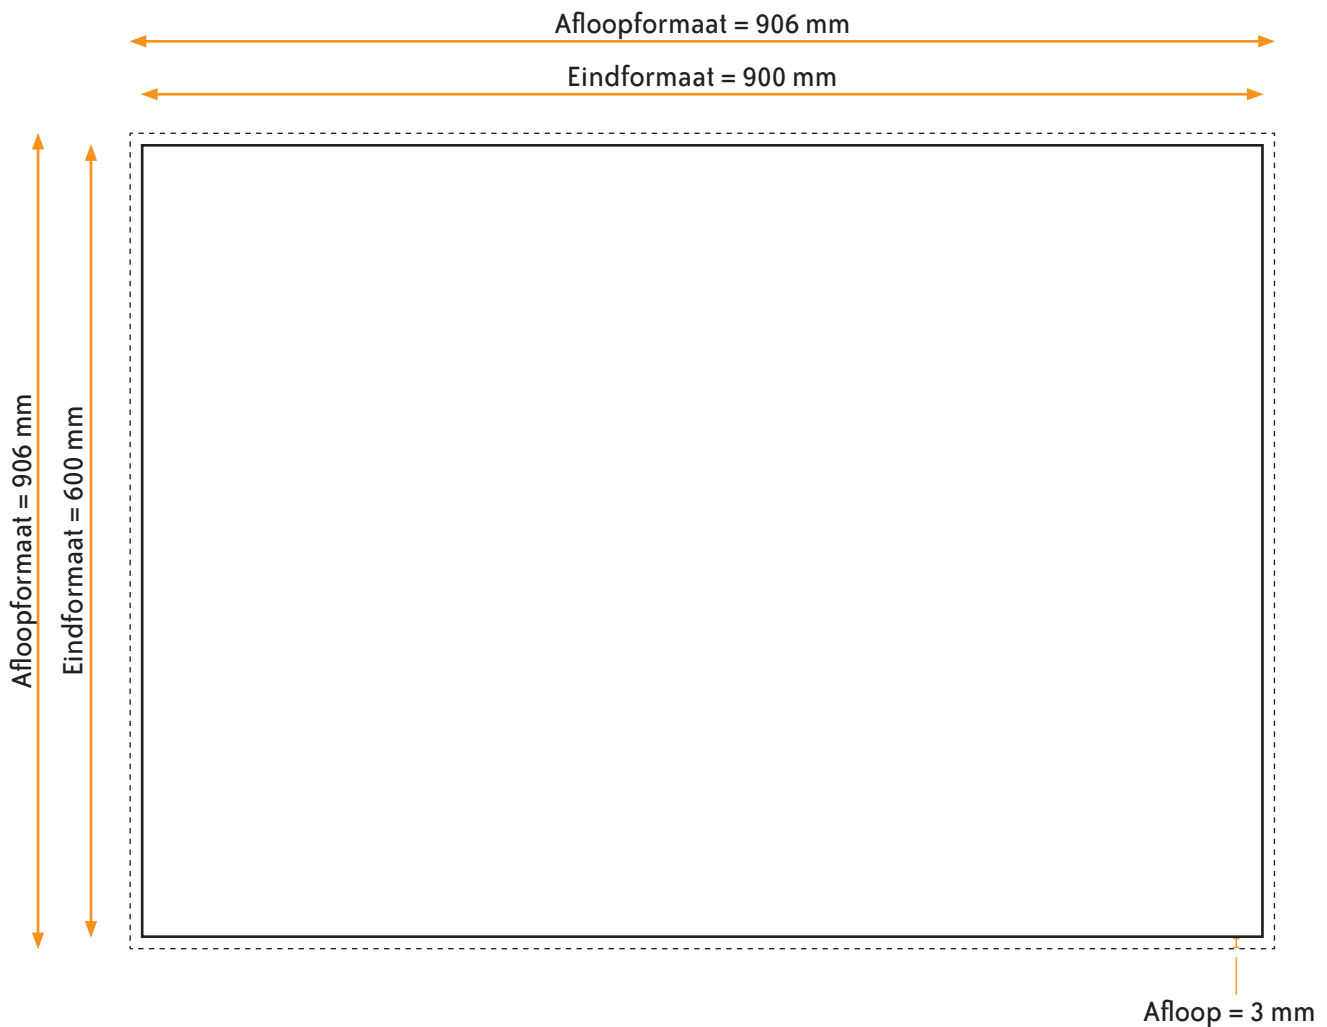 Afloopformaat = 906 mm
Eindformaat = 900 mm
Afloopformaat = 906 mm
Eindformaat = 600 mm
Afloop = 3 mm